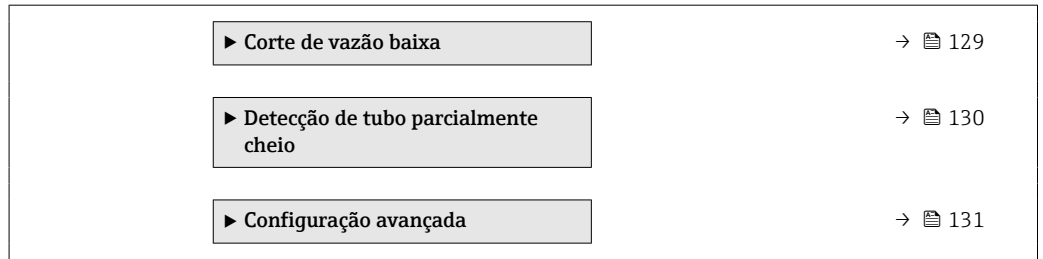 ▶ Corte de vazão baixa → 129
▶ Detecção de tubo parcialmente → 130
cheio
▶ Configuração avançada → 131